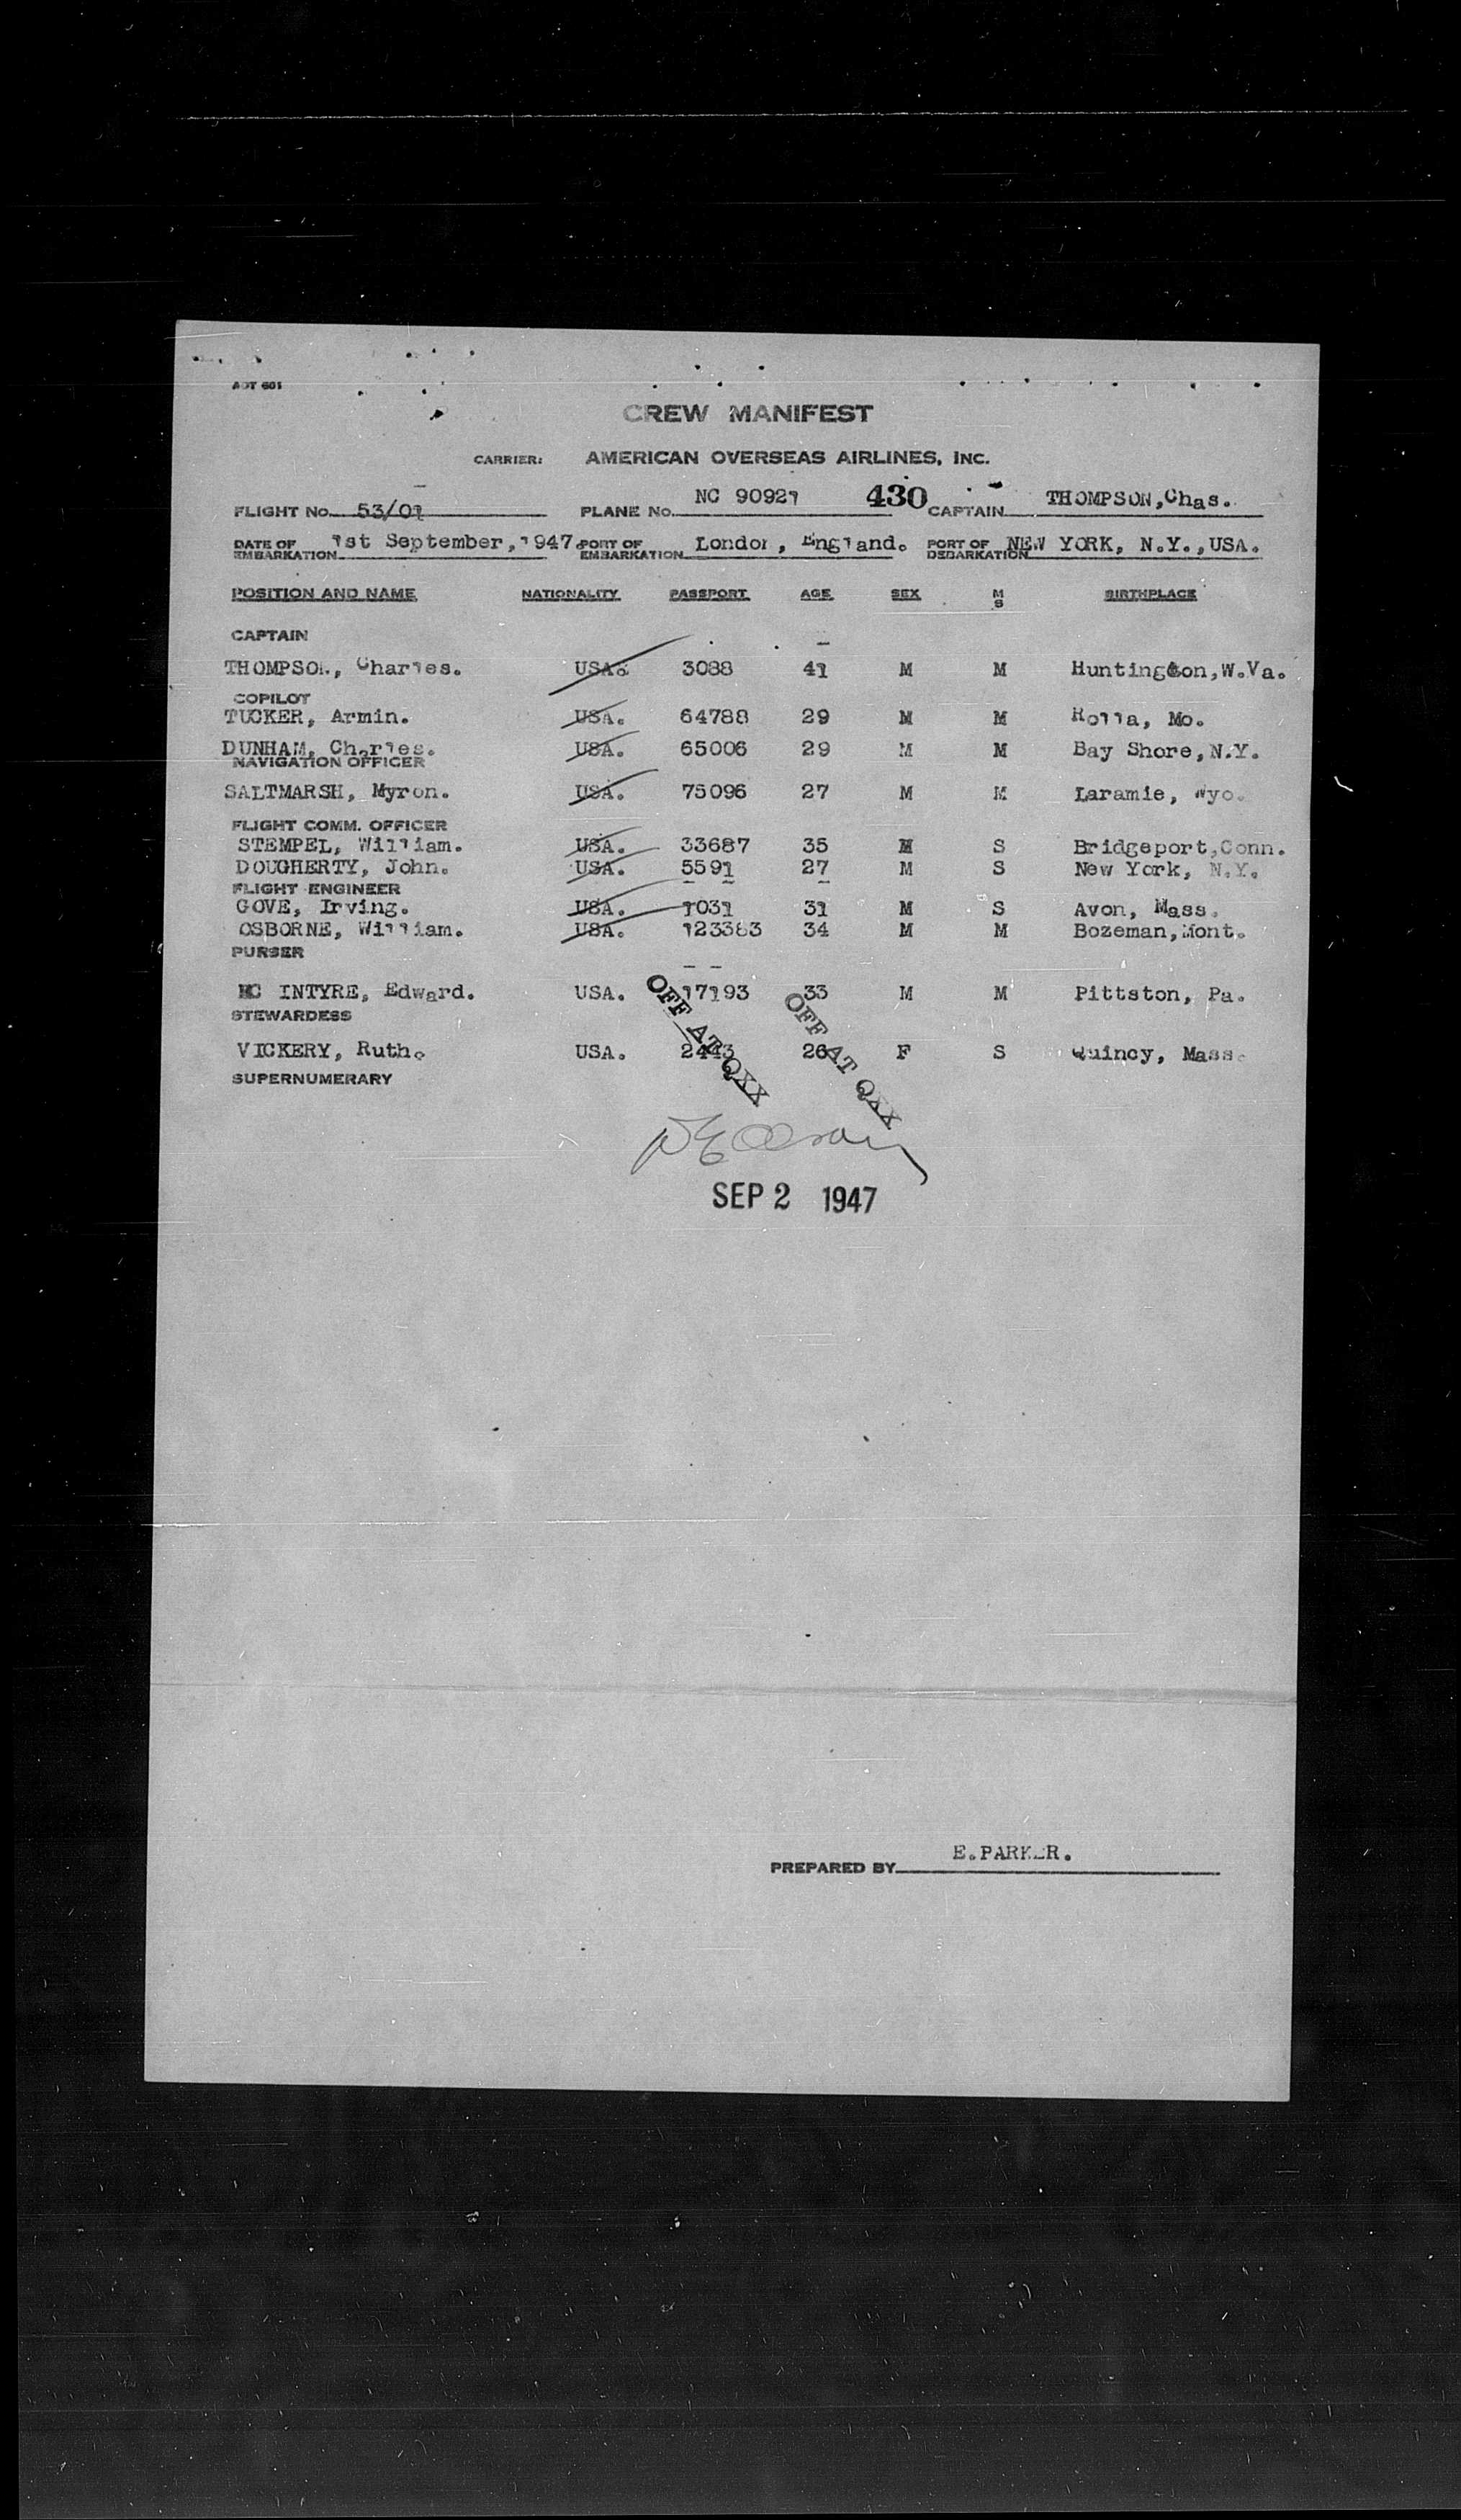 AOT 601
CREW MANIFEST
CARRIER: AMERICAN OVERSEAS AIRLINES, INC.
FLIGHT No. 53/01 PLANE No. NC 90921 430 CAPTAIN THOMPSON,Chas.
DATE OF EMBARKATION 1st September,1947. PORT OF EMBARKATION London, England. PORT OF DEBARKATION NEW YORK, N.Y.,USA.
POSITION AND NAME NATIONALITY PASSPORT AGE SEX M S BIRTHPLACE
CAPTAIN
THOMPSON, Charles. USA. 3088 41 M M Huntington,W.Va.
COPILOT
TUCKER, Armin. USA. 64788 29 M M Rolla, Mo.
DUNHAM, Charles. USA. 65006 29 M M Bay Shore,N.Y.
NAVIGATION OFFICER
SALTMARSH, Myron. USA. 75096 27 M M Laramie, Wyo.
FLIGHT COMM. OFFICER
STEMPEL, William. USA. 33687 35 M S Bridgeport,Conn.
DOUGHERTY, John. USA. 5591 27 M S New York, N.Y.
FLIGHT ENGINEER
GOVE, Irving. USA. 1031 31 M S Avon, Mass.
OSBORNE, William. USA. 123383 34 M M Bozeman,Mont.
PURSER
MC INTYRE, Edward. USA. 17193 33 M M Pittston, Pa.
STEWARDESS
VICKERY, Ruth. USA. 2443 26 F S Quincy, Mass.
OFF AT QXX OFF AT QXX
SUPERNUMERARY
SEP 2 1947
E.PARKER.
PREPARED BY